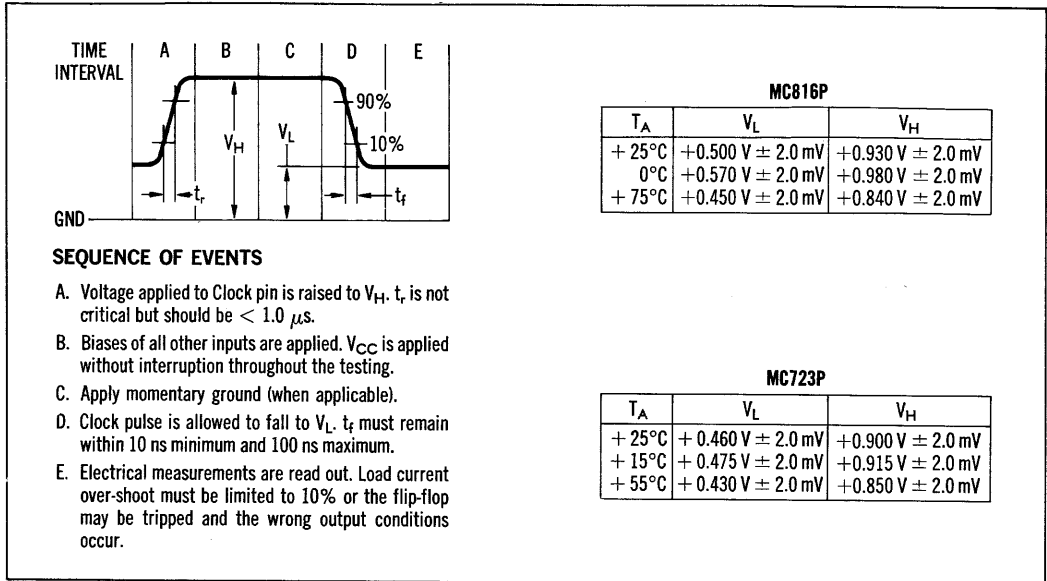 TIME INTERVAL
A B C D E
90%
10%
V_H
V_L
t_r
t_f
GND
SEQUENCE OF EVENTS
A. Voltage applied to Clock pin is raised to V_H. t_r is not
critical but should be < 1.0 μs.
B. Biases of all other inputs are applied. V_CC is applied
without interruption throughout the testing.
C. Apply momentary ground (when applicable).
D. Clock pulse is allowed to fall to V_L. t_f must remain
within 10 ns minimum and 100 ns maximum.
E. Electrical measurements are read out. Load current
over-shoot must be limited to 10% or the flip-flop
may be tripped and the wrong output conditions
occur.
MC816P
T_A V_L V_H
+ 25°C +0.500 V ± 2.0 mV +0.930 V ± 2.0 mV
0°C +0.570 V ± 2.0 mV +0.980 V ± 2.0 mV
+ 75°C +0.450 V ± 2.0 mV +0.840 V ± 2.0 mV
MC723P
T_A V_L V_H
+ 25°C + 0.460 V ± 2.0 mV +0.900 V ± 2.0 mV
+ 15°C + 0.475 V ± 2.0 mV +0.915 V ± 2.0 mV
+ 55°C + 0.430 V ± 2.0 mV +0.850 V ± 2.0 mV